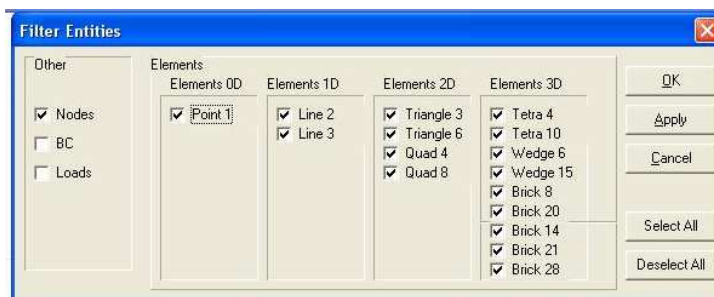 Filter Entities
Other
Nodes
BC
Loads
Elements
Elements 0D
Point 1
Elements 1D
Line 2
Line 3
Elements 2D
Triangle 3
Triangle 6
Quad 4
Quad 8
Elements 3D
Tetra 4
Tetra 10
Wedge 6
Wedge 15
Brick 8
Brick 20
Brick 14
Brick 21
Brick 28
OK
Apply
Cancel
Select All
Deselect All